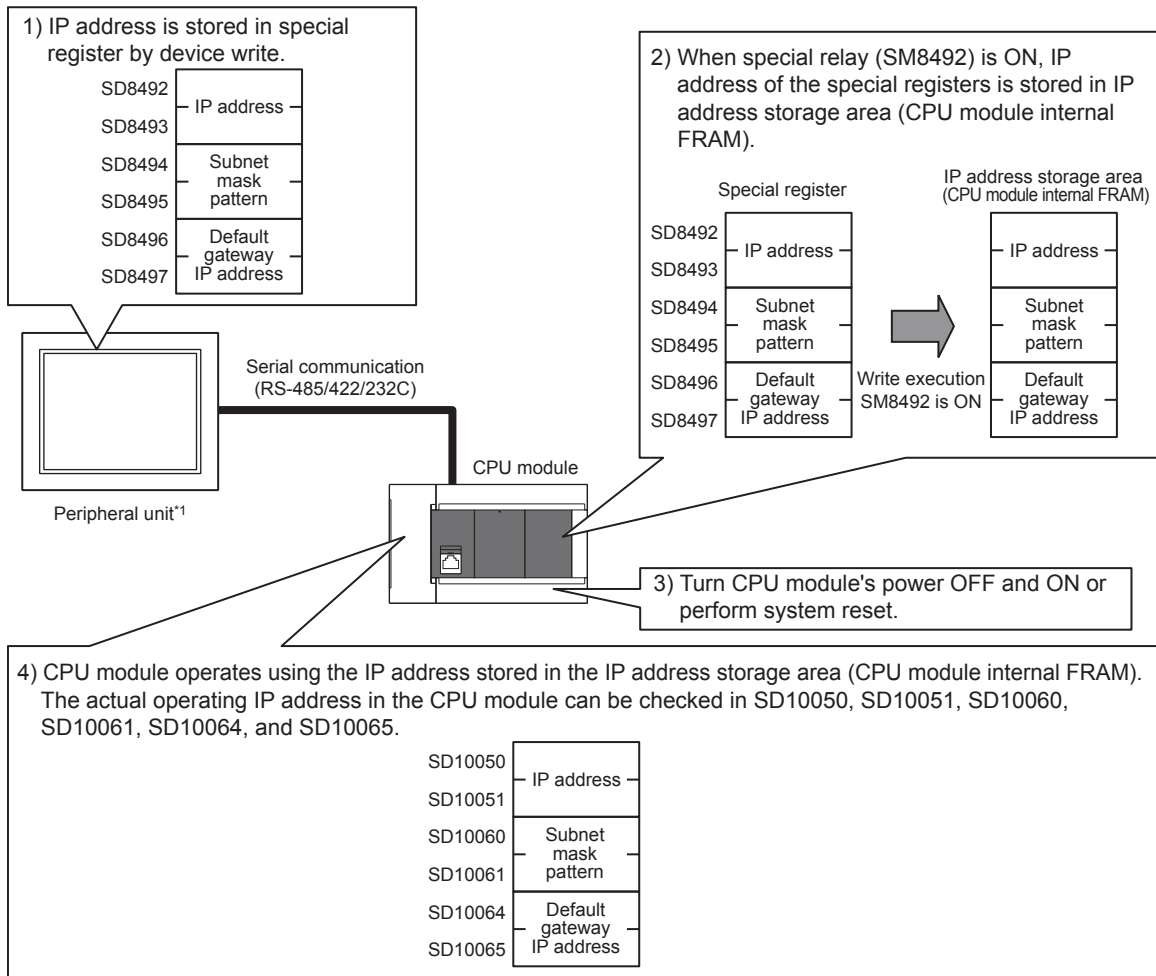 1) IP address is stored in special
register by device write.
SD8492
IP address
SD8493
SD8494
Subnet
mask
pattern
SD8495
SD8496
Default
gateway
IP address
SD8497
2) When special relay (SM8492) is ON, IP
address of the special registers is stored in IP
address storage area (CPU module internal
FRAM).
Special register
IP address storage area
(CPU module internal FRAM)
SD8492
IP address
SD8493
SD8494
Subnet
mask
pattern
SD8495
SD8496
Default
gateway
IP address
SD8497
Write execution
SM8492 is ON
IP address
Subnet
mask
pattern
Default
gateway
IP address
Serial communication
(RS-485/422/232C)
Peripheral unit*1
CPU module
3) Turn CPU module's power OFF and ON or
perform system reset.
4) CPU module operates using the IP address stored in the IP address storage area (CPU module internal FRAM).
The actual operating IP address in the CPU module can be checked in SD10050, SD10051, SD10060,
SD10061, SD10064, and SD10065.
SD10050
IP address
SD10051
SD10060
Subnet
mask
pattern
SD10061
SD10064
Default
gateway
IP address
SD10065